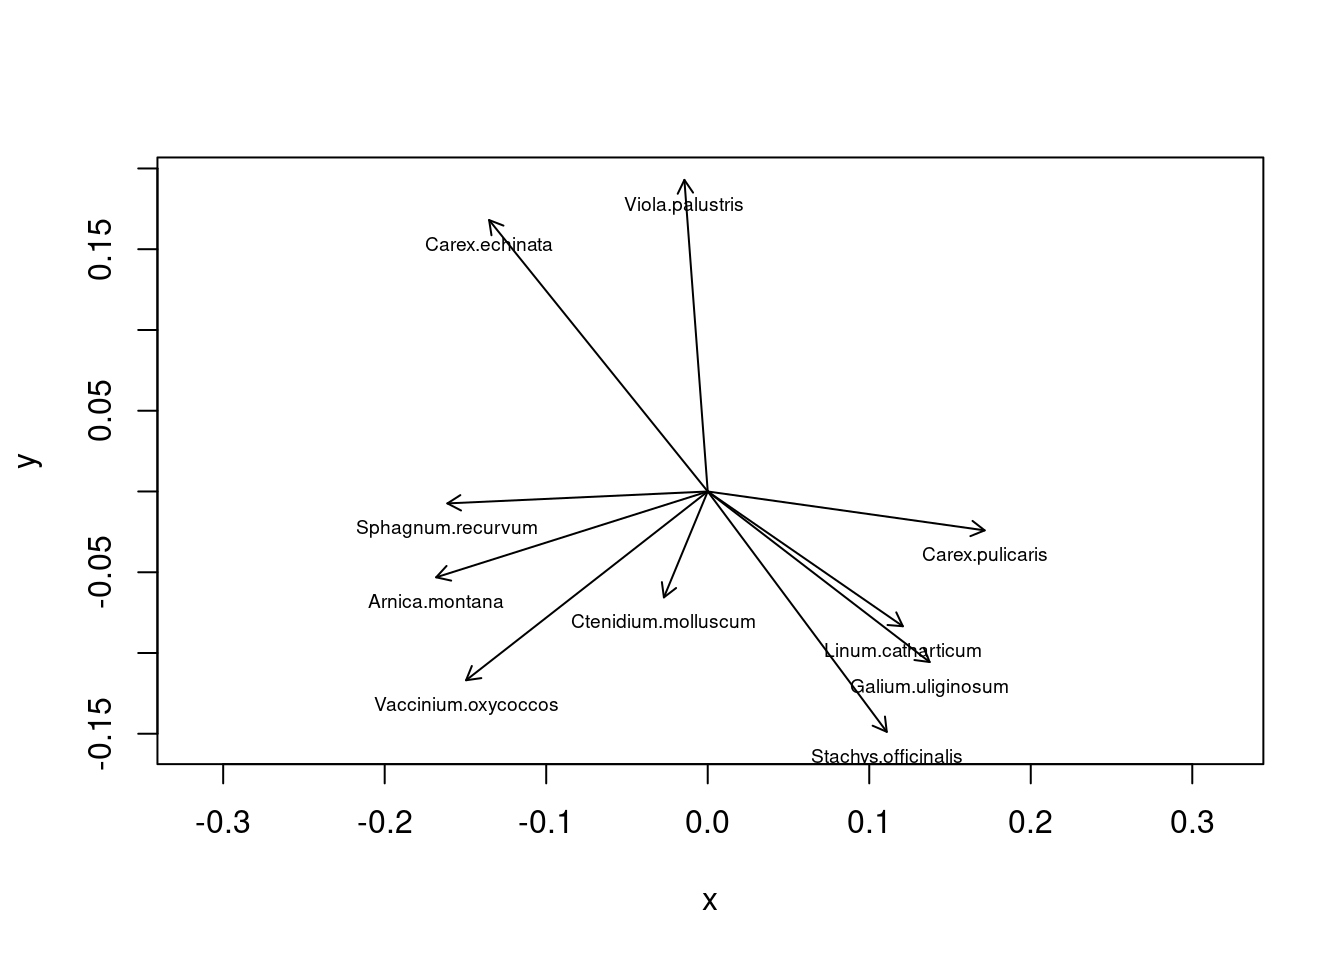 Viola.palustris
Carex.echinata
Sphagnum.recurvum
Carex.pulicaris
Arnica.montana
Ctenidium.molluscum
Linum.catharticum
Galium.uliginosum
Vaccinium.oxycoccos
Stachys.officinalis
0.15
0.05
-0.05
-0.15
y
-0.3 -0.2 -0.1 0.0 0.1 0.2 0.3
x